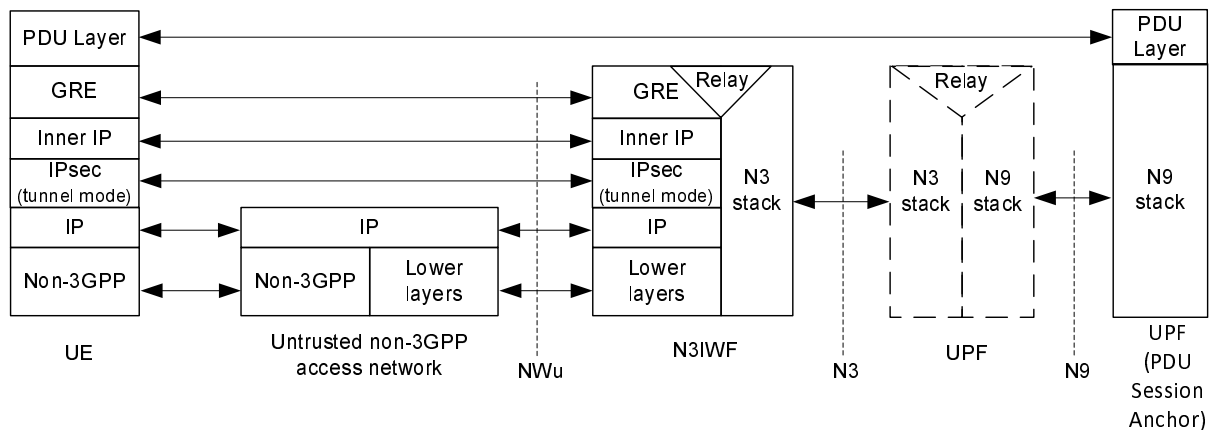 PDU Layer
GRE
Inner IP
IPsec
(tunnel mode)
IP
Non-3GPP
UE
IP
Non-3GPP
Lower
layers
Untrusted non-3GPP
access network
NWu
Relay
GRE
Inner IP
IPsec
(tunnel mode)
IP
Lower
layers
N3
stack
N3IWF
N3
Relay
N3
stack
N9
stack
UPF
N9
PDU
Layer
N9
stack
UPF
(PDU
Session
Anchor)